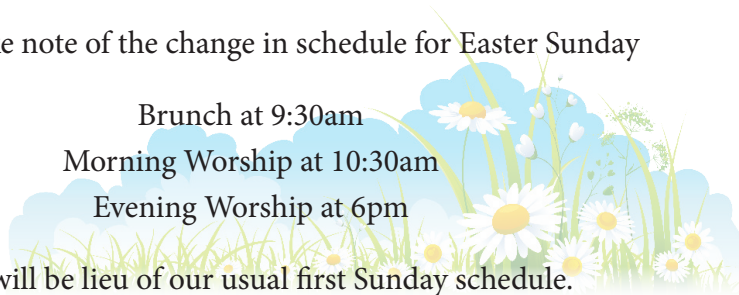 e note of the change in schedule for Easter Sunday
Brunch at 9:30am
Morning Worship at 10:30am
Evening Worship at 6pm
will be lieu of our usual first Sunday schedule.